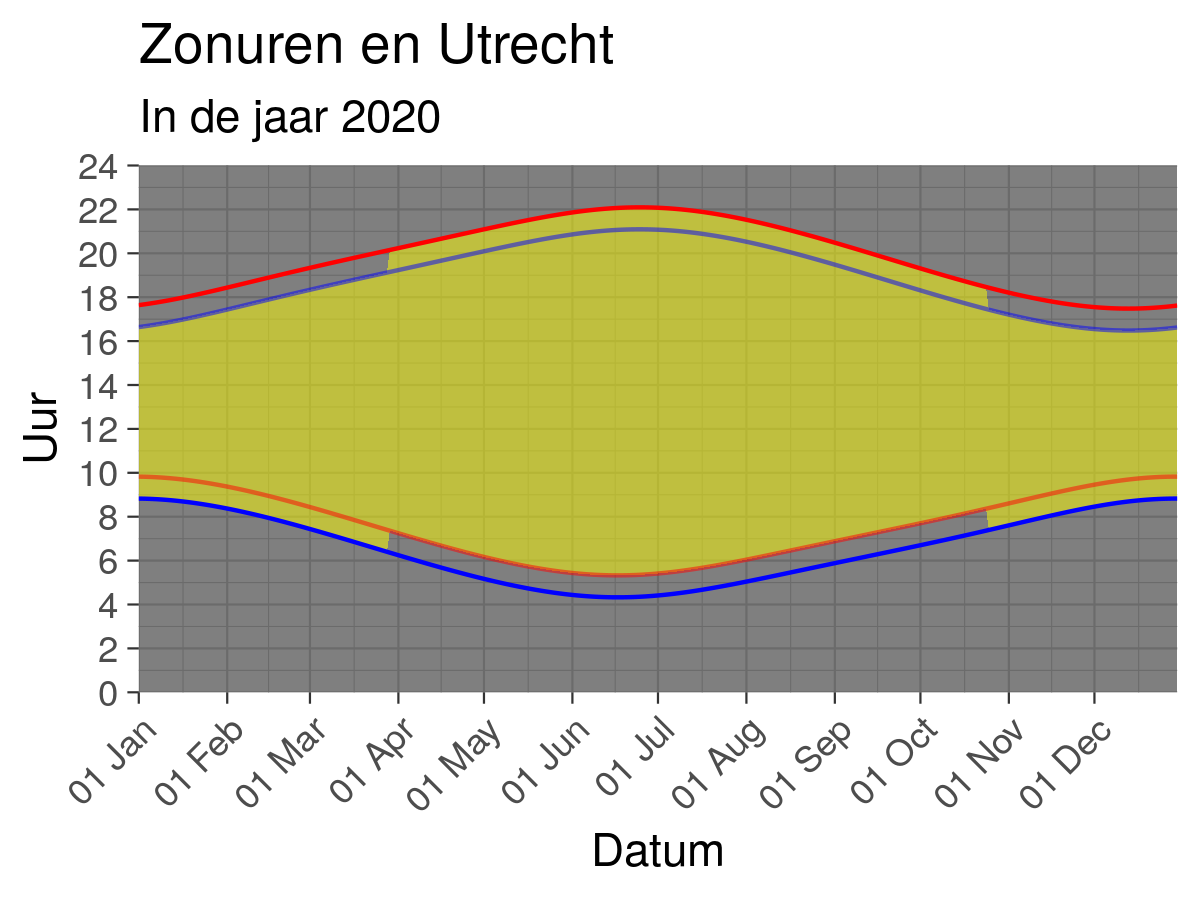 Zonuren en Utrecht
In de jaar 2020
24
22
20
18
16
14
12
10
8
6
4
2
0
Uur
01 Jan
01 Feb
01 Mar
01 Apr
01 May
01 Jun
01 Jul
01 Aug
01 Sep
01 Oct
01 Nov
01 Dec
Datum